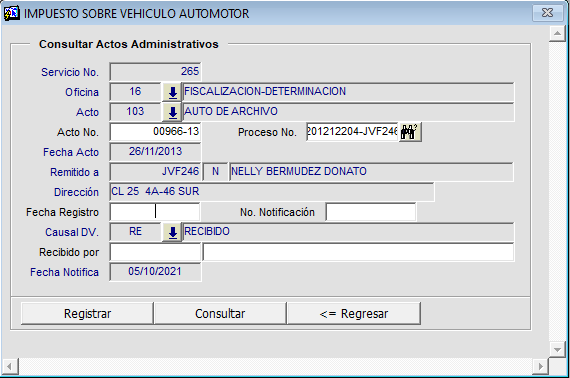 IMPUESTO SOBRE VEHICULO AUTOMOTOR
Consultar Actos Administrativos
Servicio No. 265
Oficina 16 FISCALIZACION-DETERMINACION
Acto 103 AUTO DE ARCHIVO
Acto No. 00966-13 Proceso No. 201212204-JVF246
Fecha Acto 26/11/2013
Remitido a JVF246 N NELLY BERMUDEZ DONATO
Dirección CL 25 4A-46 SUR
Fecha Registro No. Notificación
Causal DV. RE RECIBIDO
Recibido por
Fecha Notifica 05/10/2021
Registrar Consultar <= Regresar